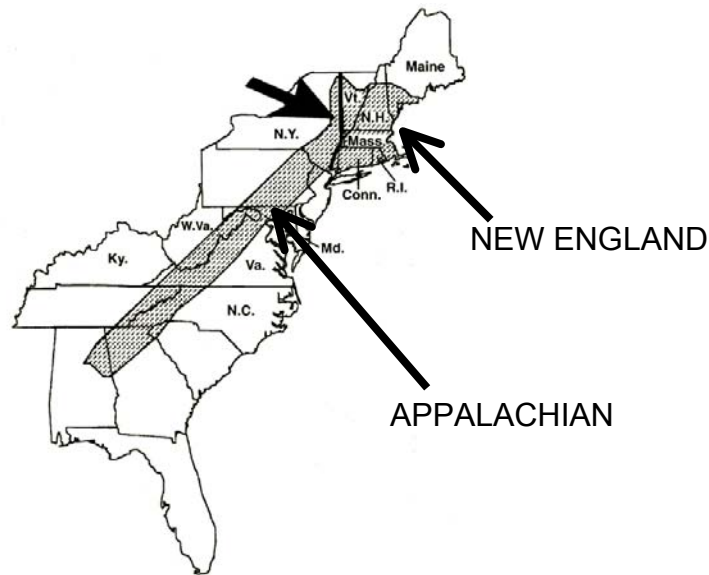 Maine
Vt.
N.H.
N.Y.
Mass.
R.I.
Conn.
NEW ENGLAND
W.Va.
Md.
Ky.
Va.
N.C.
APPALACHIAN